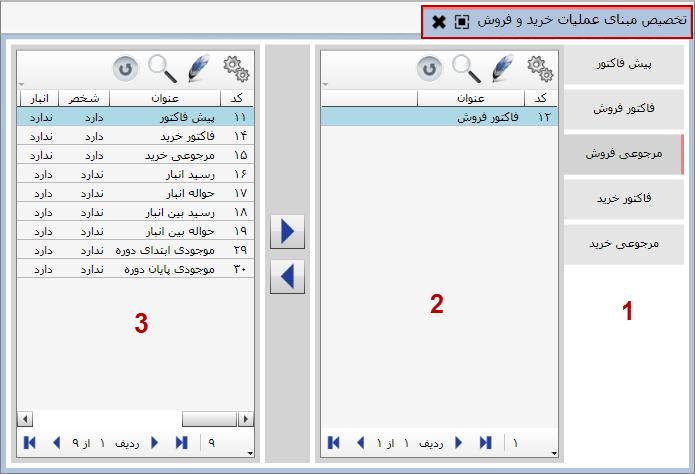 تخصیص مبنای عملیات خرید و فروش
پیش فاکتور
فاکتور فروش
مرجوعی فروش
فاکتور خرید
مرجوعی خرید
1
کد عنوان
۱۲ فاکتور فروش
2
ردیف ۱ از ۱
۱
کد عنوان شخص انبار
۱۱ پیش فاکتور دارد ندارد
۱۴ فاکتور خرید دارد ندارد
۱۵ مرجوعی خرید دارد ندارد
۱۶ رسید انبار ندارد دارد
۱۷ حواله انبار ندارد دارد
۱۸ رسید بین انبار ندارد دارد
۱۹ حواله بین انبار ندارد دارد
۲۹ موجودی ابتدای دوره ندارد دارد
۳۰ موجودی پایان دوره ندارد دارد
3
ردیف ۱ از ۹
۹